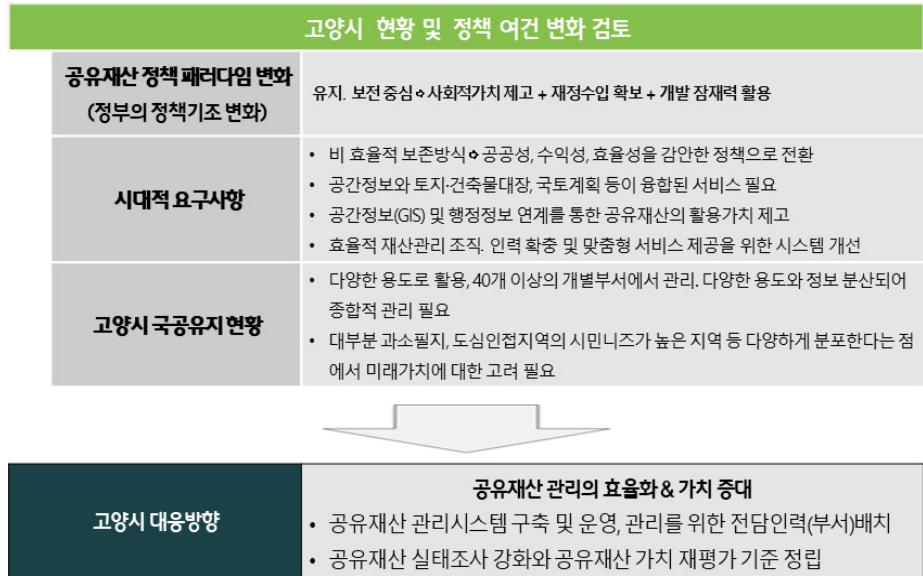 고양시 현황 및 정책 여건 변화 검토
공유재산 정책 패러다임 변화
(정부의 정책기조 변화)
유지. 보전 중심 ⇨ 사회적가치 제고 + 재정수입 확보 + 개발 잠재력 활용
시대적 요구사항
• 비 효율적 보존방식 ⇨ 공공성, 수익성, 효율성을 감안한 정책으로 전환
• 공간정보와 토지·건축물대장, 국토계획 등이 융합된 서비스 필요
• 공간정보(GIS) 및 행정정보 연계를 통한 공유재산의 활용가치 제고
• 효율적 재산관리 조직. 인력 확충 및 맞춤형 서비스 제공을 위한 시스템 개선
고양시 국공유지 현황
• 다양한 용도로 활용, 40개 이상의 개별부서에서 관리. 다양한 용도와 정보 분산되어
종합적 관리 필요
• 대부분 과소필지, 도심인접지역의 시민니즈가 높은 지역 등 다양하게 분포한다는 점
에서 미래가치에 대한 고려 필요
고양시 대응방향
공유재산 관리의 효율화 & 가치 증대
• 공유재산 관리시스템 구축 및 운영, 관리를 위한 전담인력(부서)배치
• 공유재산 실태조사 강화와 공유재산 가치 재평가 기준 정립